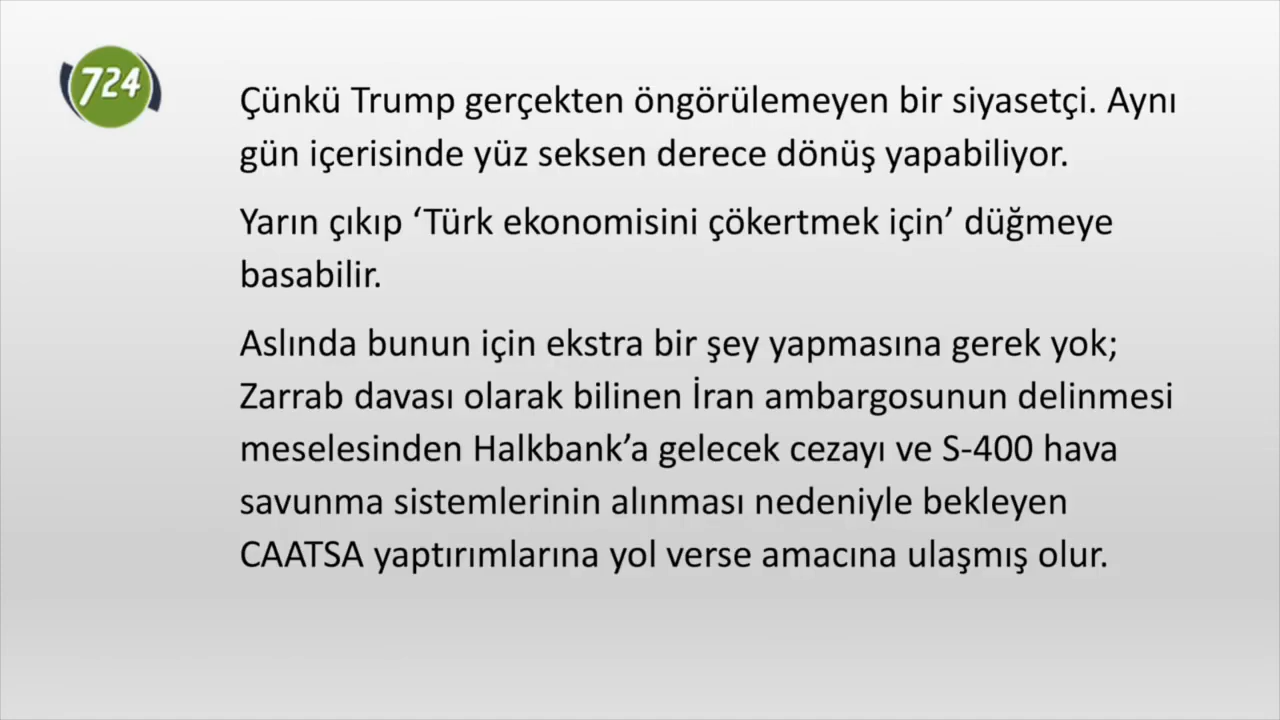 724
Çünkü Trump gerçekten öngörülemeyen bir siyasetçi. Aynı
gün içerisinde yüz seksen derece dönüş yapabiliyor.
Yarın çıkıp ‘Türk ekonomisini çökertmek için’ düğmeye
basabilir.
Aslında bunun için ekstra bir şey yapmasına gerek yok;
Zarrab davası olarak bilinen İran ambargosunun delinmesi
meselesinden Halkbank’a gelecek cezayı ve S-400 hava
savunma sistemlerinin alınması nedeniyle bekleyen
CAATSA yaptırımlarına yol verse amacına ulaşmış olur.